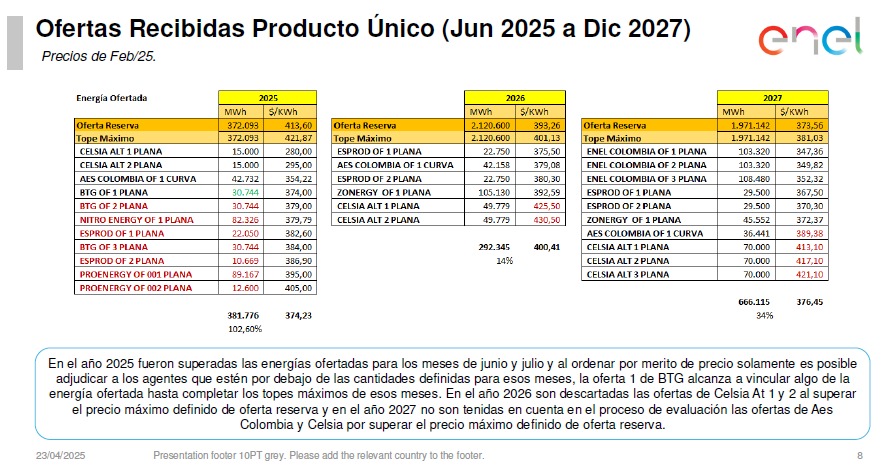 Ofertas Recibidas Producto Único (Jun 2025 a Dic 2027)
enel
Precios de Feb/25.
Energía Ofertada 2025
MWh $/KWh
Oferta Reserva 372.093 413,60
Tope Máximo 372.093 421,87
CELSIA ALT 1 PLANA 15.000 280,00
CELSIA ALT 2 PLANA 15.000 295,00
AES COLOMBIA OF 1 CURVA 42.732 354,22
BTG OF 1 PLANA 30.744 374,00
BTG OF 2 PLANA 30.744 379,00
NITRO ENERGY OF 1 PLANA 82.326 379,79
ESPROD OF 1 PLANA 22.050 382,60
BTG OF 3 PLANA 30.744 384,00
ESPROD OF 2 PLANA 10.669 386,90
PROENERGY OF 001 PLANA 89.167 395,00
PROENERGY OF 002 PLANA 12.600 405,00
381.776 374,23
102,60%
2026
MWh $/KWh
Oferta Reserva 2.120.600 393,26
Tope Máximo 2.120.600 401,13
ESPROD OF 1 PLANA 22.750 375,50
AES COLOMBIA OF 1 CURVA 42.158 379,08
ESPROD OF 2 PLANA 22.750 380,30
ZONERGY OF 1 PLANA 105.130 392,59
CELSIA ALT 1 PLANA 49.779 425,50
CELSIA ALT 2 PLANA 49.779 430,50
292.345 400,41
14%
2027
MWh $/KWh
Oferta Reserva 1.971.142 373,56
Tope Máximo 1.971.142 381,03
ENEL COLOMBIA OF 1 PLANA 103.320 347,36
ENEL COLOMBIA OF 2 PLANA 103.320 349,82
ENEL COLOMBIA OF 3 PLANA 108.480 352,32
ESPROD OF 1 PLANA 29.500 367,50
ESPROD OF 2 PLANA 29.500 370,30
ZONERGY OF 1 PLANA 45.552 372,37
AES COLOMBIA OF 1 CURVA 36.441 389,38
CELSIA ALT 1 PLANA 70.000 413,10
CELSIA ALT 2 PLANA 70.000 417,10
CELSIA ALT 3 PLANA 70.000 421,10
666.115 376,45
34%
En el año 2025 fueron superadas las energías ofertadas para los meses de junio y julio y al ordenar por merito de precio solamente es posible
adjudicar a los agentes que estén por debajo de las cantidades definidas para esos meses, la oferta 1 de BTG alcanza a vincular algo de la
energía ofertada hasta completar los topes máximos de esos meses. En el año 2026 son descartadas las ofertas de Celsia At 1 y 2 al superar
el precio máximo definido de oferta reserva y en el año 2027 no son tenidas en cuenta en el proceso de evaluación las ofertas de Aes
Colombia y Celsia por superar el precio máximo definido de oferta reserva.
23/04/2025 Presentation footer 10PT grey. Please add the relevant country to the footer. 8